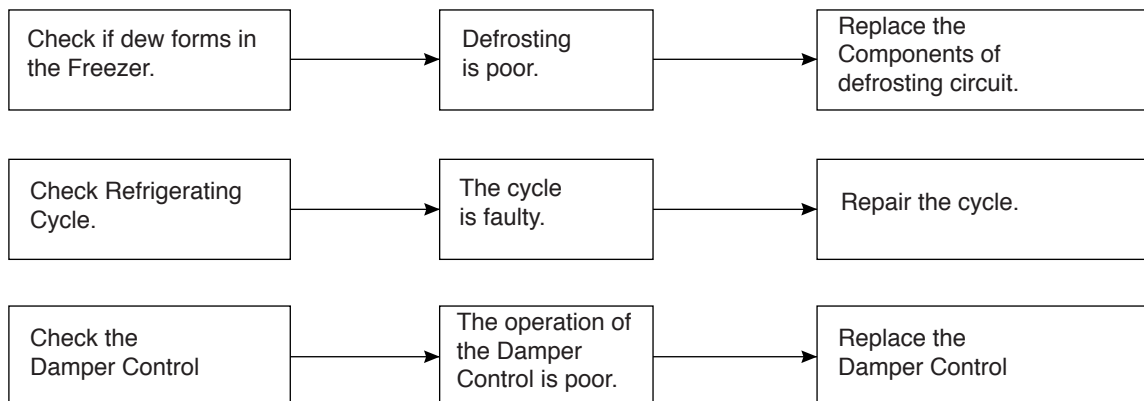 Check if dew forms in
the Freezer.
Defrosting
is poor.
Replace the
Components of
defrosting circuit.
Check Refrigerating
Cycle.
The cycle
is faulty.
Repair the cycle.
Check the
Damper Control
The operation of
the Damper
Control is poor.
Replace the
Damper Control